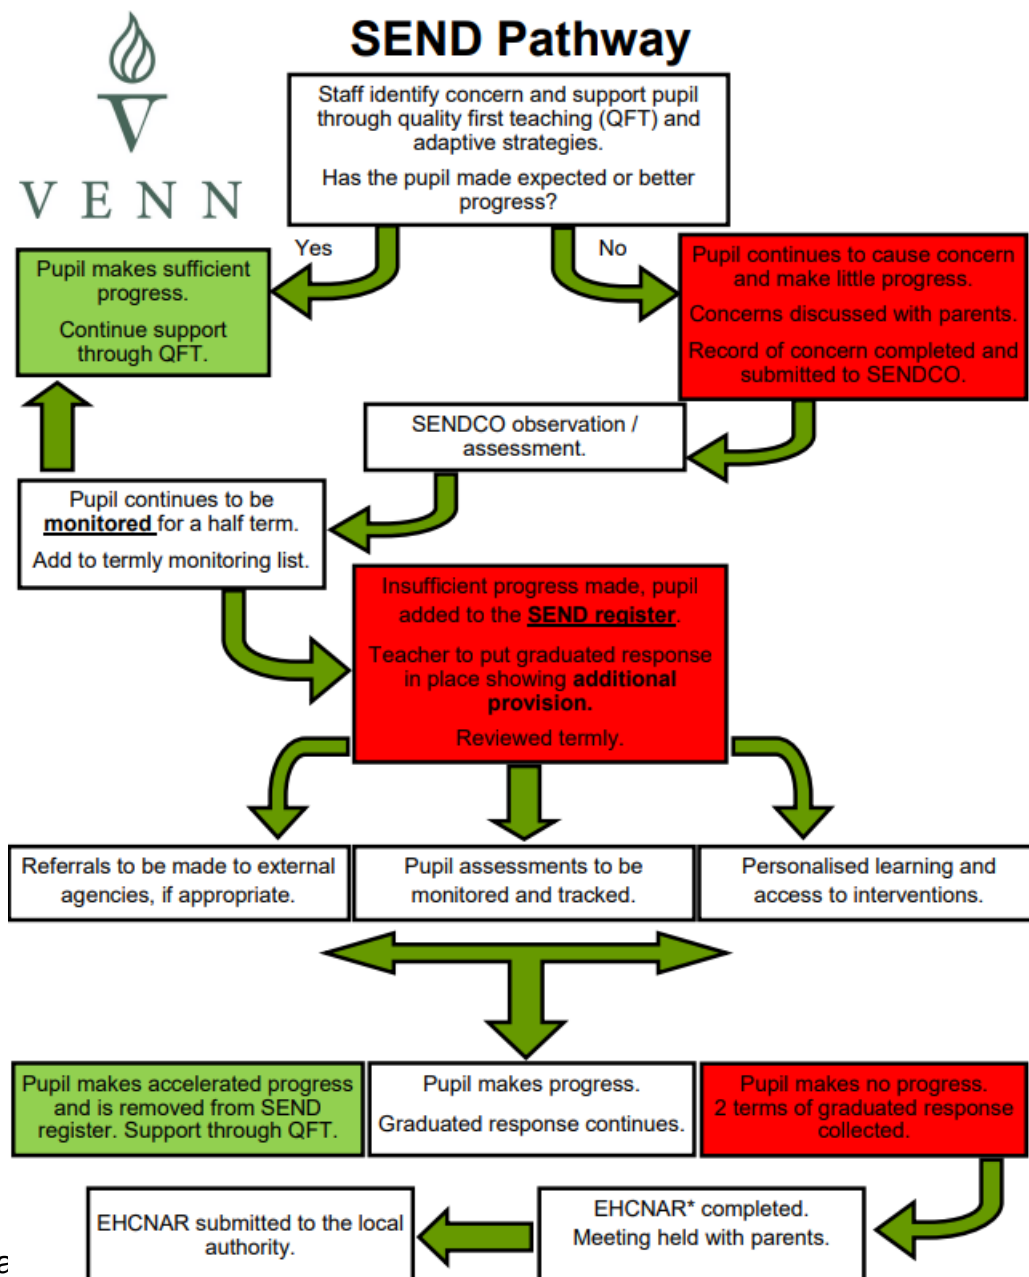 SEND Pathway
VENN
Staff identify concern and support pupil
through quality first teaching (QFT) and
adaptive strategies.
Has the pupil made expected or better
progress?
Yes
No
Pupil makes sufficient
progress.
Continue support
through QFT.
Pupil continues to cause concern
and make little progress.
Concerns discussed with parents.
Record of concern completed and
submitted to SENDCO.
SENDCO observation /
assessment.
Pupil continues to be
monitored for a half term.
Add to termly monitoring list.
Insufficient progress made, pupil
added to the SEND register.
Teacher to put graduated response
in place showing additional
provision.
Reviewed termly.
Referrals to be made to external
agencies, if appropriate.
Pupil assessments to be
monitored and tracked.
Personalised learning and
access to interventions.
Pupil makes accelerated progress
and is removed from SEND
register. Support through QFT.
Pupil makes progress.
Graduated response continues.
Pupil makes no progress.
2 terms of graduated response
collected.
EHCNAR* completed.
Meeting held with parents.
EHCNAR submitted to the local
authority.